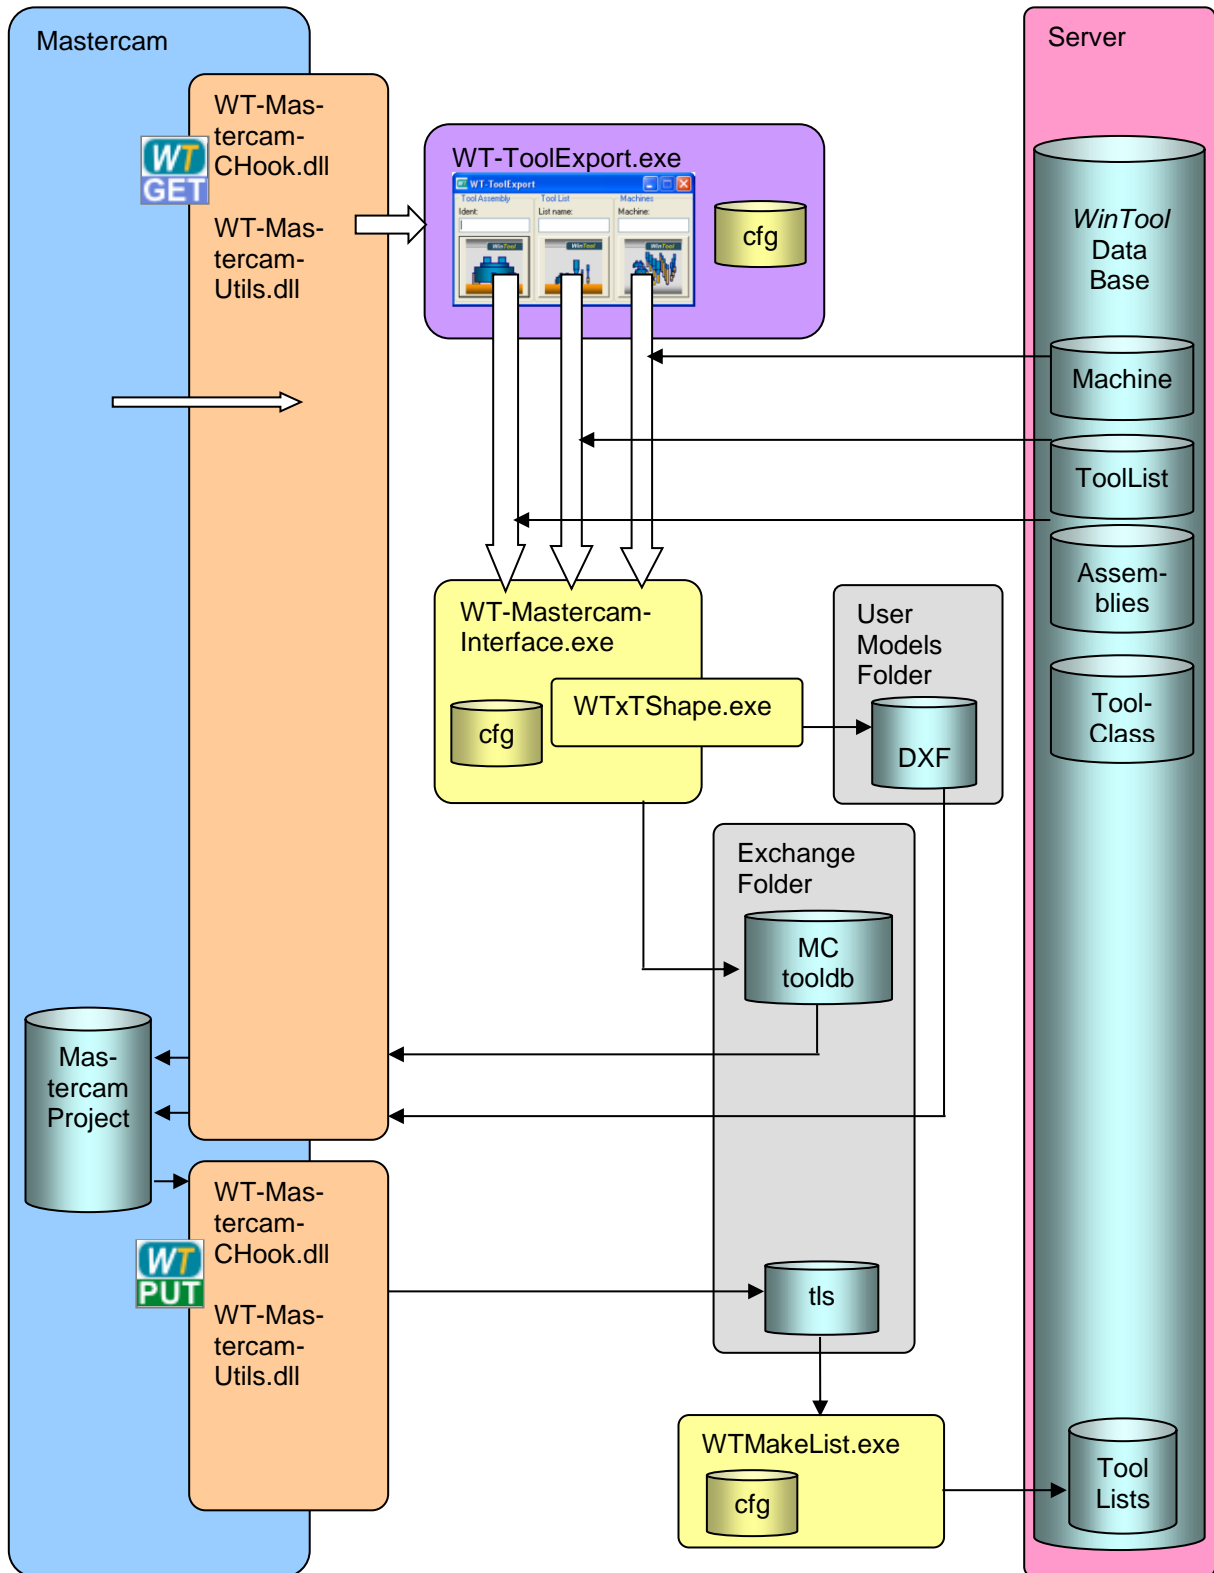 Mastercam
WT-Mas-
tercam-
CHook.dll
WT
GET
WT-Mas-
tercam-
Utils.dll
WT-ToolExport.exe
WT-ToolExport
Tool Assembly
Tool List
Machines
Ident:
List name:
Machine:
WinTool
WinTool
WinTool
cfg
Server
WinTool
Data
Base
Machine
ToolList
Assem-
blies
Tool-
Class
WT-Mastercam-
Interface.exe
WTxTShape.exe
cfg
User
Models
Folder
DXF
Exchange
Folder
MC
tooldb
Mas-
tercam
Project
WT-Mas-
tercam-
CHook.dll
WT
PUT
WT-Mas-
tercam-
Utils.dll
tls
WTMakeList.exe
cfg
Tool
Lists